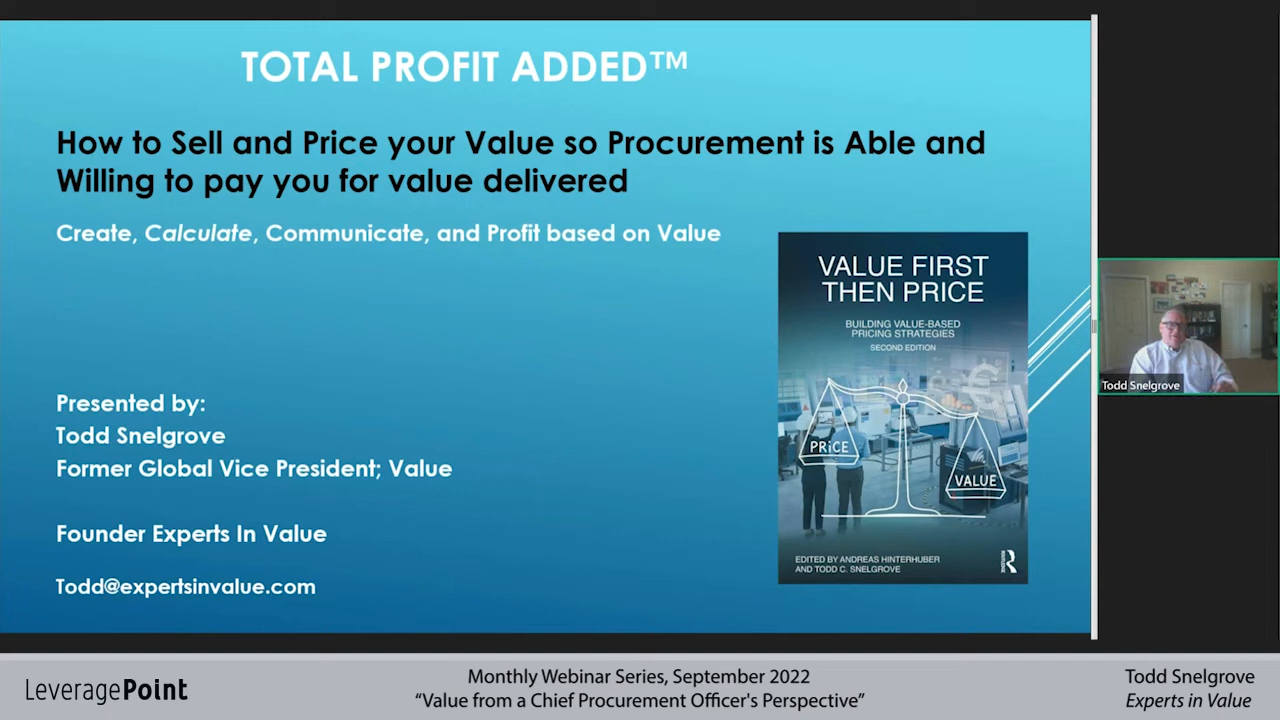 TOTAL PROFIT ADDED™
How to Sell and Price your Value so Procurement is Able and
Willing to pay you for value delivered
Create, Calculate, Communicate, and Profit based on Value
VALUE FIRST
THEN PRICE
BUILDING VALUE-BASED
PRICING STRATEGIES
SECOND EDITION
PRiCE
VALUE
EDITED BY ANDREAS HINTERHUBER
AND TODD C. SNELGROVE
Presented by:
Todd Snelgrove
Former Global Vice President; Value
Founder Experts In Value
Todd@expertsinvalue.com
Todd Snelgrove
LeveragePoint
Monthly Webinar Series, September 2022
“Value from a Chief Procurement Officer's Perspective”
Todd Snelgrove
Experts in Value